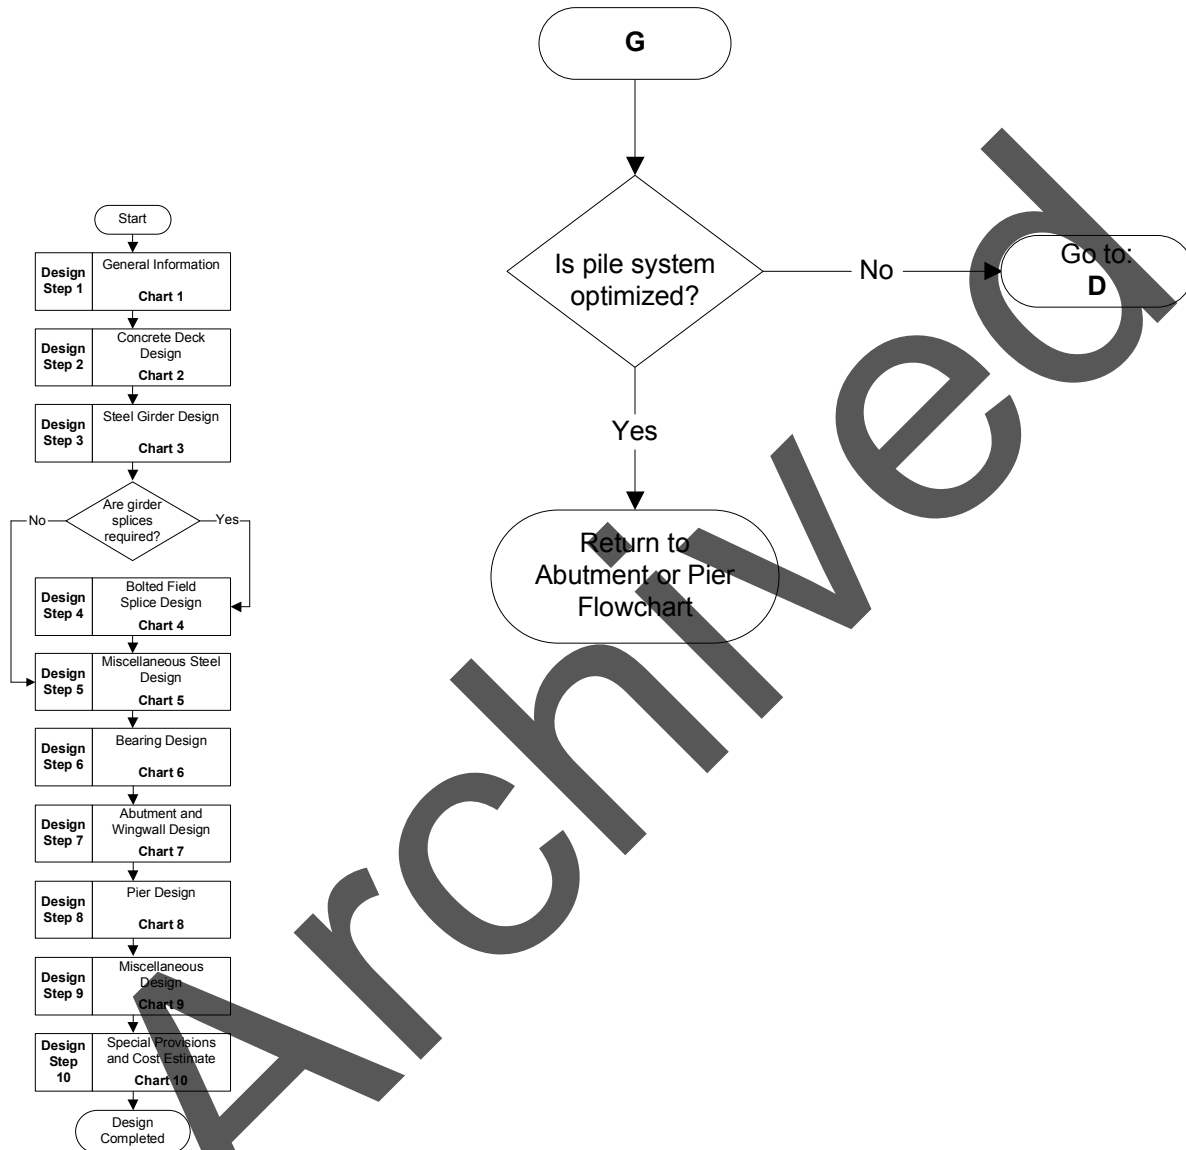 Start
Design
Step 1
General Information
Chart 1
Design
Step 2
Concrete Deck
Design
Chart 2
Design
Step 3
Steel Girder Design
Chart 3
Are girder
splices
required?
No
Yes
Design
Step 4
Bolted Field
Splice Design
Chart 4
Design
Step 5
Miscellaneous Steel
Design
Chart 5
Design
Step 6
Bearing Design
Chart 6
Design
Step 7
Abutment and
Wingwall Design
Chart 7
Design
Step 8
Pier Design
Chart 8
Design
Step 9
Miscellaneous
Design
Chart 9
Design
Step
10
Special Provisions
and Cost Estimate
Chart 10
Design
Completed
G
Is pile system
optimized?
No
Go to:
D
Yes
Return to
Abutment or Pier
Flowchart
Archived